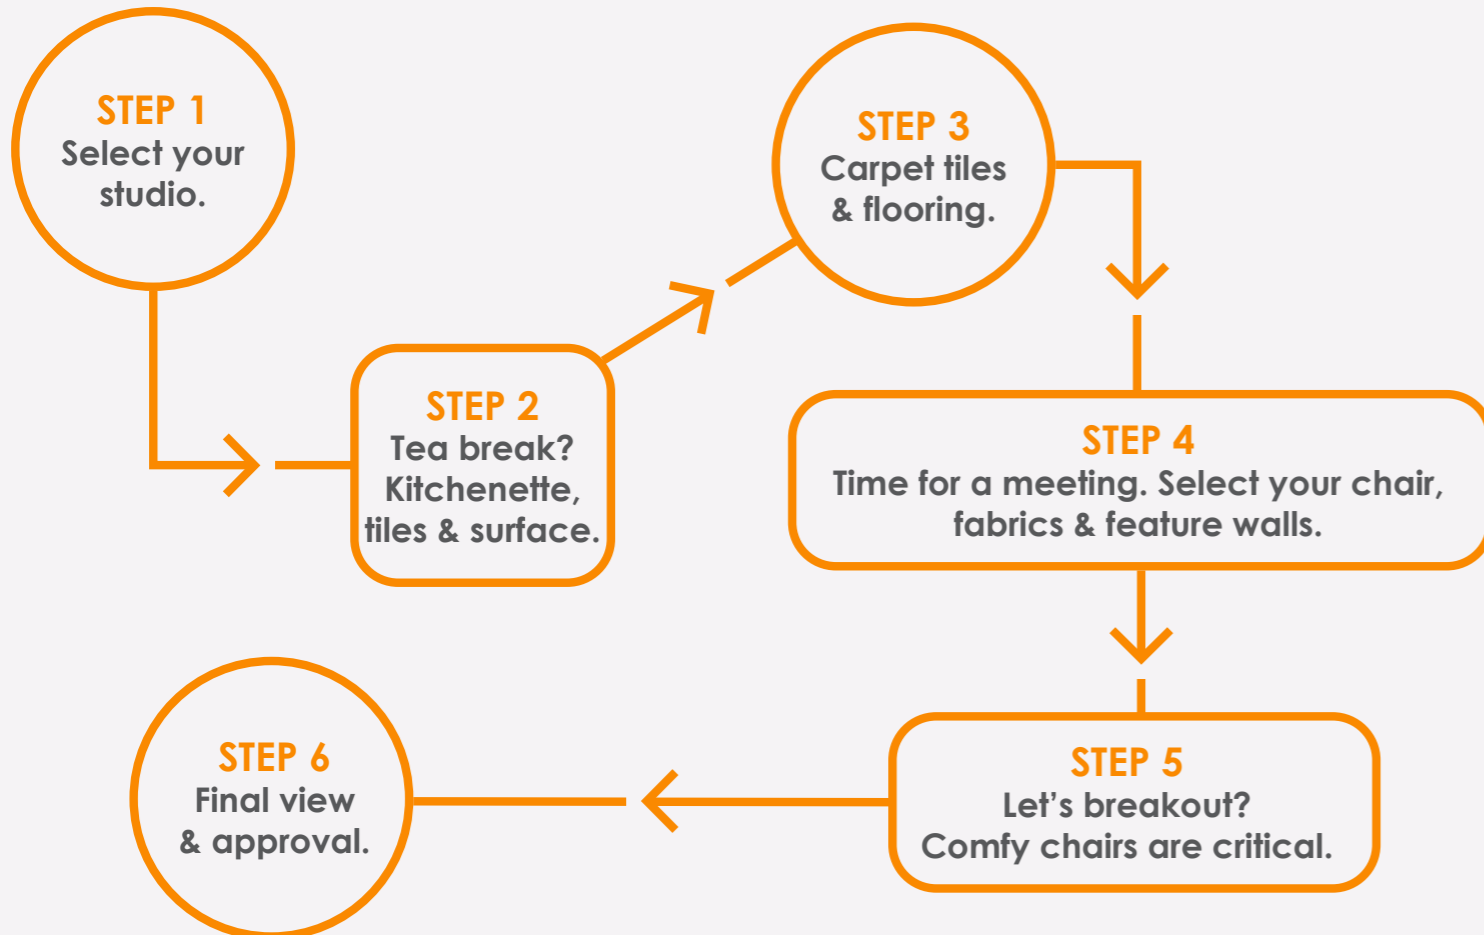 STEP 1
Select your
studio.
STEP 2
Tea break?
Kitchenette,
tiles & surface.
STEP 3
Carpet tiles
& flooring.
STEP 4
Time for a meeting. Select your chair,
fabrics & feature walls.
STEP 5
Let’s breakout?
Comfy chairs are critical.
STEP 6
Final view
& approval.